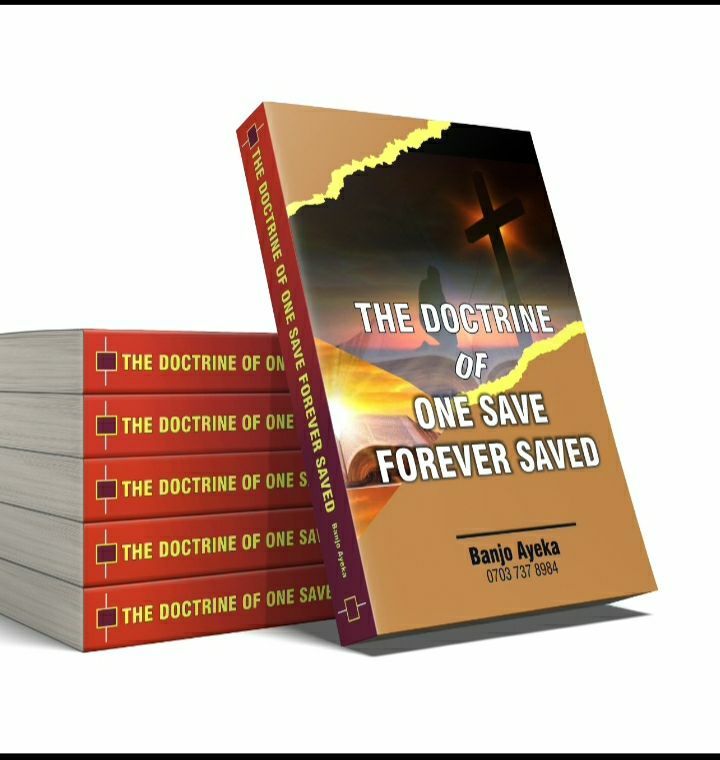 THE DOCTRINE
OF
ONE SAVE
FOREVER SAVED
Banjo Ayeka
0703 737 8984
THE DOCTRINE OF ONE SAVE FOREVER SAVED Banjo Ayeka
THE DOCTRINE OF ON
THE DOCTRINE OF ONE
THE DOCTRINE OF ONE S
THE DOCTRINE OF ONE SAV
THE DOCTRINE OF ONE SAVE